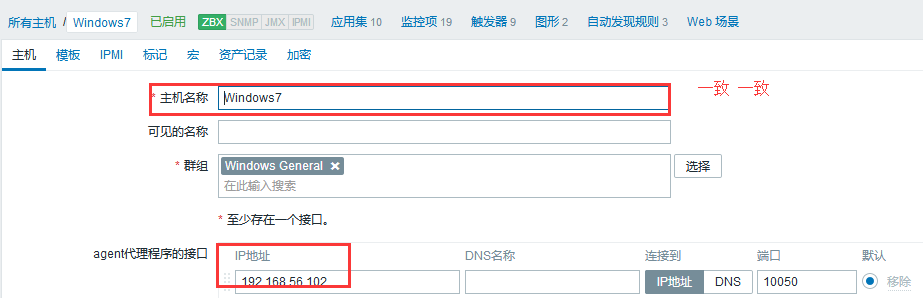 所有主机 / Windows7 已启用 ZBX SNMP JMX IPMI 应用集 10 监控项 19 触发器 9 图形 2 自动发现规则 3 Web 场景
主机 模板 IPMI 标记 宏 资产记录 加密
* 主机名称 Windows7 一致 一致
可见的名称
* 群组 Windows General 选择
在此输入搜索
* 至少存在一个接口。
agent代理程序的接口 IP地址 DNS名称 连接到 端口 默认
192.168.56.102 IP地址 DNS 10050 移除